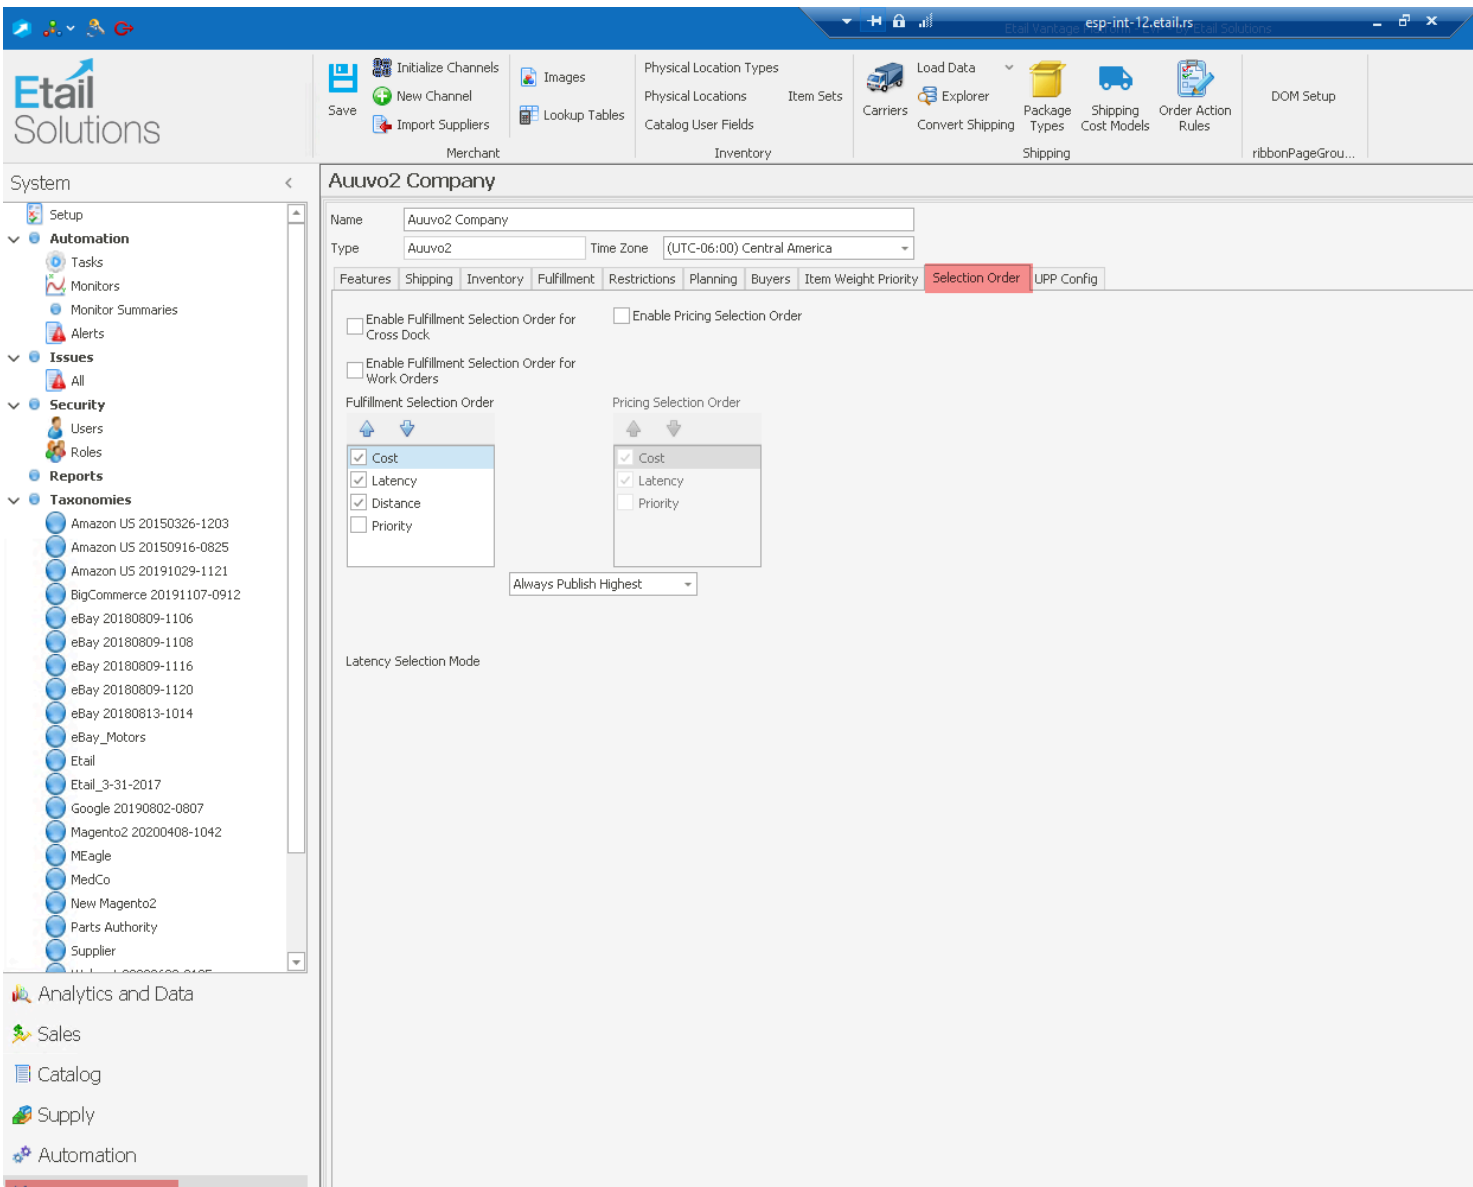 esp-int-12.etail.rs
Etail Vantage Platform - EVP - By Etail Solutions
Etail
Solutions
Save
Initialize Channels
New Channel
Import Suppliers
Images
Lookup Tables
Merchant
Physical Location Types
Physical Locations
Item Sets
Catalog User Fields
Inventory
Carriers
Load Data
Explorer
Convert Shipping
Package
Types
Shipping
Cost Models
Order Action
Rules
Shipping
DOM Setup
ribbonPageGrou...
System
Setup
Automation
Tasks
Monitors
Monitor Summaries
Alerts
Issues
All
Security
Users
Roles
Reports
Taxonomies
Amazon US 20150326-1203
Amazon US 20150916-0825
Amazon US 20191029-1121
BigCommerce 20191107-0912
eBay 20180809-1106
eBay 20180809-1108
eBay 20180809-1116
eBay 20180809-1120
eBay 20180813-1014
eBay_Motors
Etail
Etail_3-31-2017
Google 20190802-0807
Magento2 20200408-1042
MEagle
MedCo
New Magento2
Parts Authority
Supplier
Analytics and Data
Sales
Catalog
Supply
Automation
Auuvo2 Company
Name
Auuvo2 Company
Type
Auuvo2
Time Zone
(UTC-06:00) Central America
Features
Shipping
Inventory
Fulfillment
Restrictions
Planning
Buyers
Item Weight Priority
Selection Order
UPP Config
Enable Fulfillment Selection Order for
Cross Dock
Enable Pricing Selection Order
Enable Fulfillment Selection Order for
Work Orders
Fulfillment Selection Order
Cost
Latency
Distance
Priority
Pricing Selection Order
Cost
Latency
Priority
Always Publish Highest
Latency Selection Mode